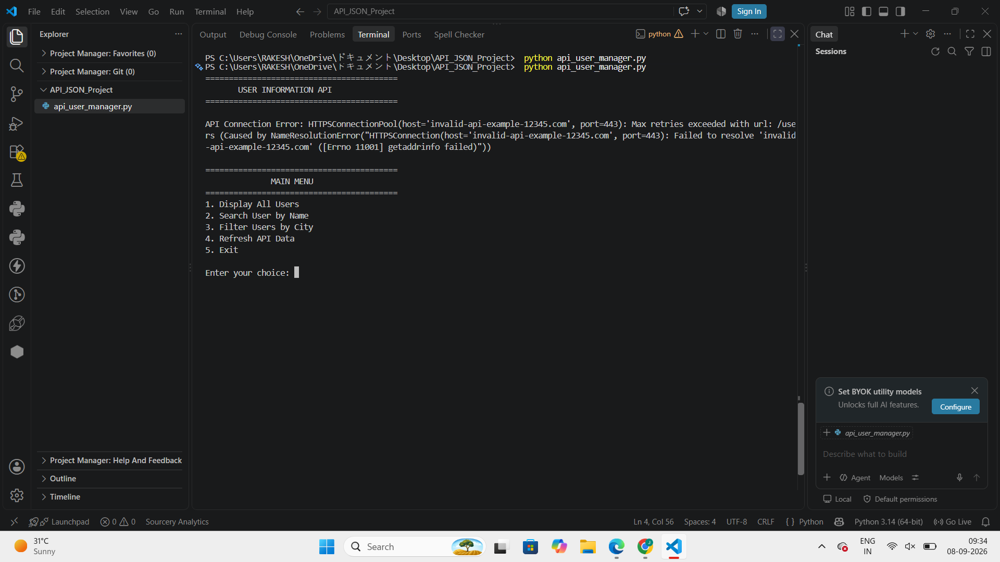 File Edit Selection View Go Run Terminal Help
API_JSON_Project
Sign In
Explorer
Project Manager: Favorites (0)
Project Manager: Git (0)
API_JSON_Project
api_user_manager.py
Project Manager: Help And Feedback
Outline
Timeline
Output Debug Console Problems Terminal Ports Spell Checker
python
PS C:\Users\RAKESH\OneDrive\ドキュメント\Desktop\API_JSON_Project> python api_user_manager.py
PS C:\Users\RAKESH\OneDrive\ドキュメント\Desktop\API_JSON_Project> python api_user_manager.py
=========================================
USER INFORMATION API
=========================================
API Connection Error: HTTPSConnectionPool(host='invalid-api-example-12345.com', port=443): Max retries exceeded with url: /use
rs (Caused by NameResolutionError("HTTPSConnection(host='invalid-api-example-12345.com', port=443): Failed to resolve 'invalid
-api-example-12345.com' ([Errno 11001] getaddrinfo failed)"))
=========================================
MAIN MENU
=========================================
1. Display All Users
2. Search User by Name
3. Filter Users by City
4. Refresh API Data
5. Exit
Enter your choice:
Chat
Sessions
Set BYOK utility models
Unlocks full AI features.
Configure
api_user_manager.py
Describe what to build
Agent Models
Local Default permissions
Launchpad 0 0 Sourcery Analytics
Ln 4, Col 56 Spaces: 4 UTF-8 CRLF {} Python Python 3.14 (64-bit) Go Live
31°C
Sunny
Search
ENG
IN
09:34
08-09-2026